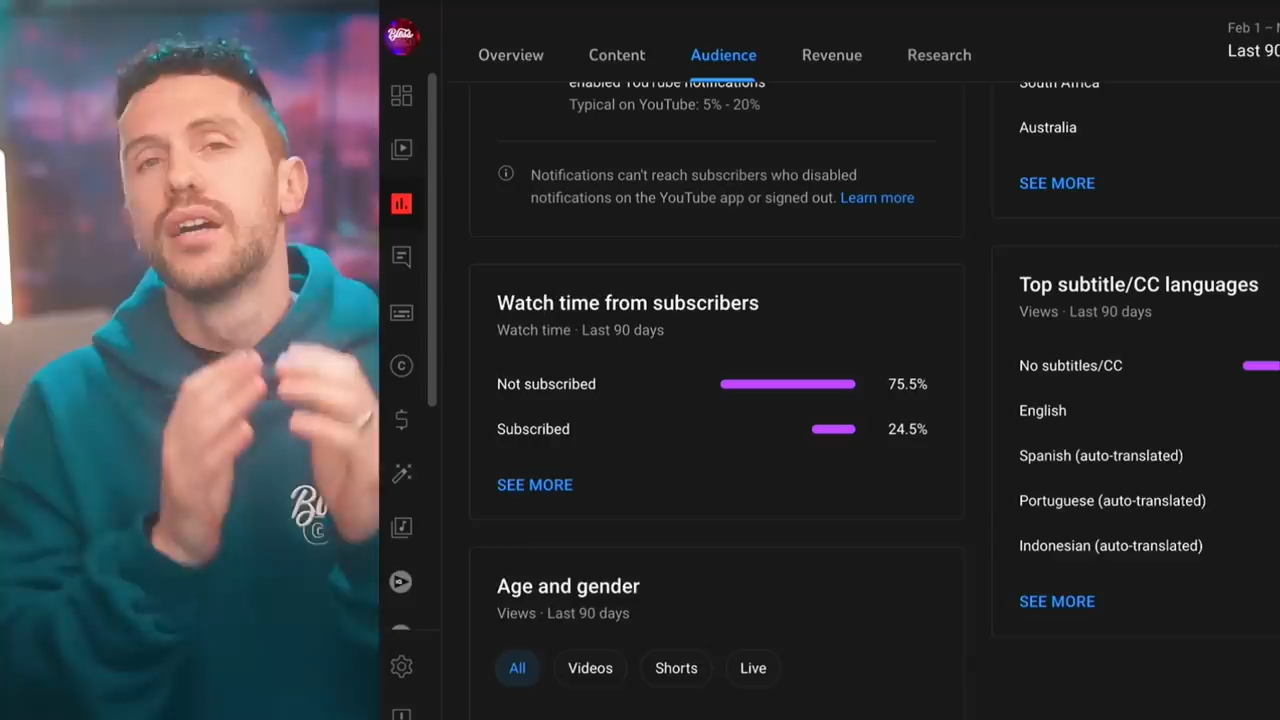 Bless
Overview
Content
Audience
Revenue
Research
Feb 1 –
Last 90
enabled YouTube notifications
Typical on YouTube: 5% - 20%
Notifications can't reach subscribers who disabled
notifications on the YouTube app or signed out. Learn more
South Africa
Australia
SEE MORE
Watch time from subscribers
Watch time · Last 90 days
Not subscribed 75.5%
Subscribed 24.5%
SEE MORE
Top subtitle/CC languages
Views · Last 90 days
No subtitles/CC
English
Spanish (auto-translated)
Portuguese (auto-translated)
Indonesian (auto-translated)
SEE MORE
Age and gender
Views · Last 90 days
All
Videos
Shorts
Live